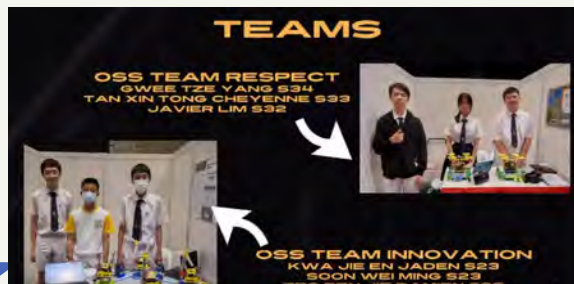 TEAMS
OSS TEAM RESPECT
GWEE TZE YANG S34
TAN XIN TONG CHEYENNE S33
JAVIER LIM S32
OSS TEAM INNOVATION
KWA JIE EN JADEN S23
SOON WEI MING S23